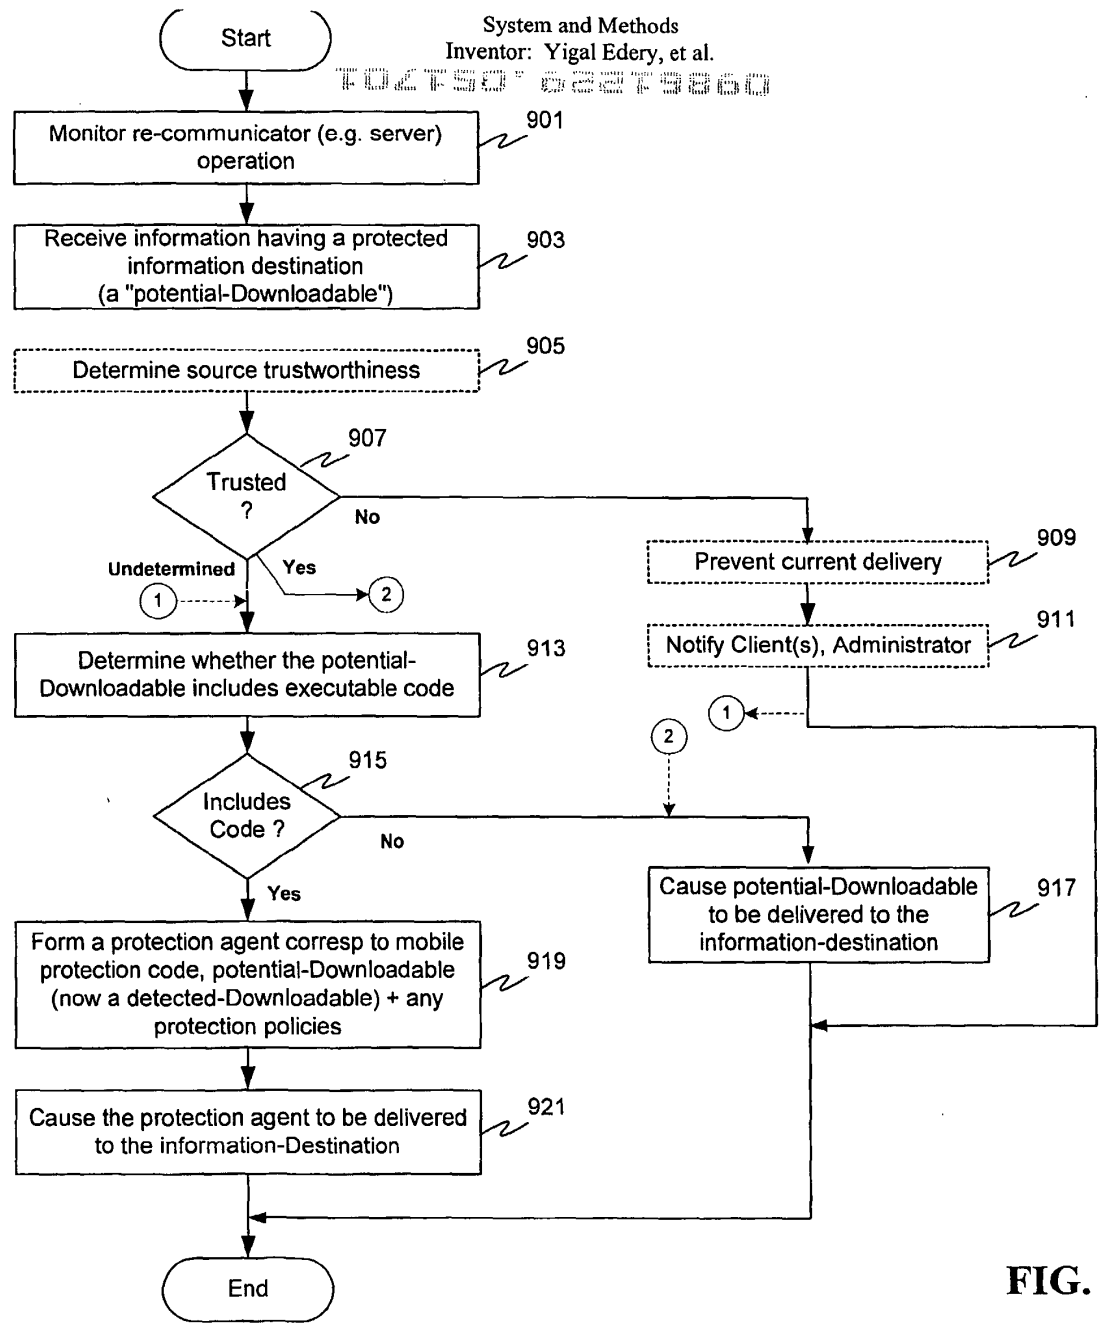 System and Methods
Inventor: Yigal Edery, et al.
Start
Monitor re-communicator (e.g. server)
operation
901
Receive information having a protected
information destination
(a "potential-Downloadable")
903
Determine source trustworthiness
905
Trusted
?
907
No
Undetermined
Yes
1
2
Prevent current delivery
909
Notify Client(s), Administrator
911
Determine whether the potential-
Downloadable includes executable code
913
1
2
Includes
Code ?
915
No
Yes
Cause potential-Downloadable
to be delivered to the
information-destination
917
Form a protection agent corresp to mobile
protection code, potential-Downloadable
(now a detected-Downloadable) + any
protection policies
919
Cause the protection agent to be delivered
to the information-Destination
921
End
FIG.